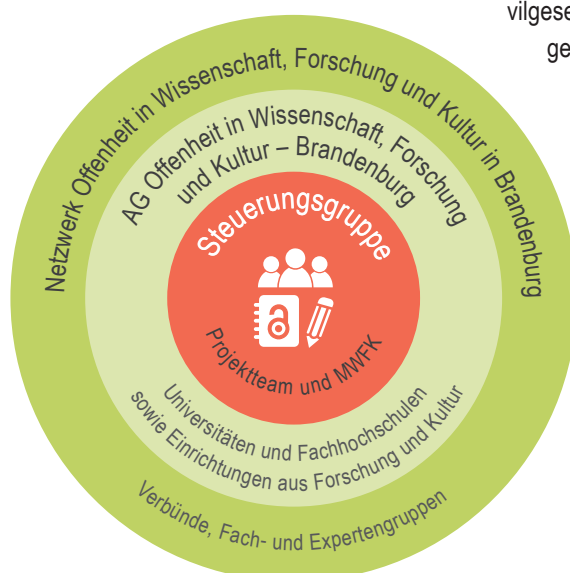 vilgese
ge
Netzwerk Offenheit in Wissenschaft, Forschung und Kultur in Brandenburg
AG Offenheit in Wissenschaft, Forschung
und Kultur – Brandenburg
Steuerungsgruppe
Projektteam und MWFK
Universitäten und Fachhochschulen
sowie Einrichtungen aus Forschung und Kultur
Verbünde, Fach- und Expertengruppen